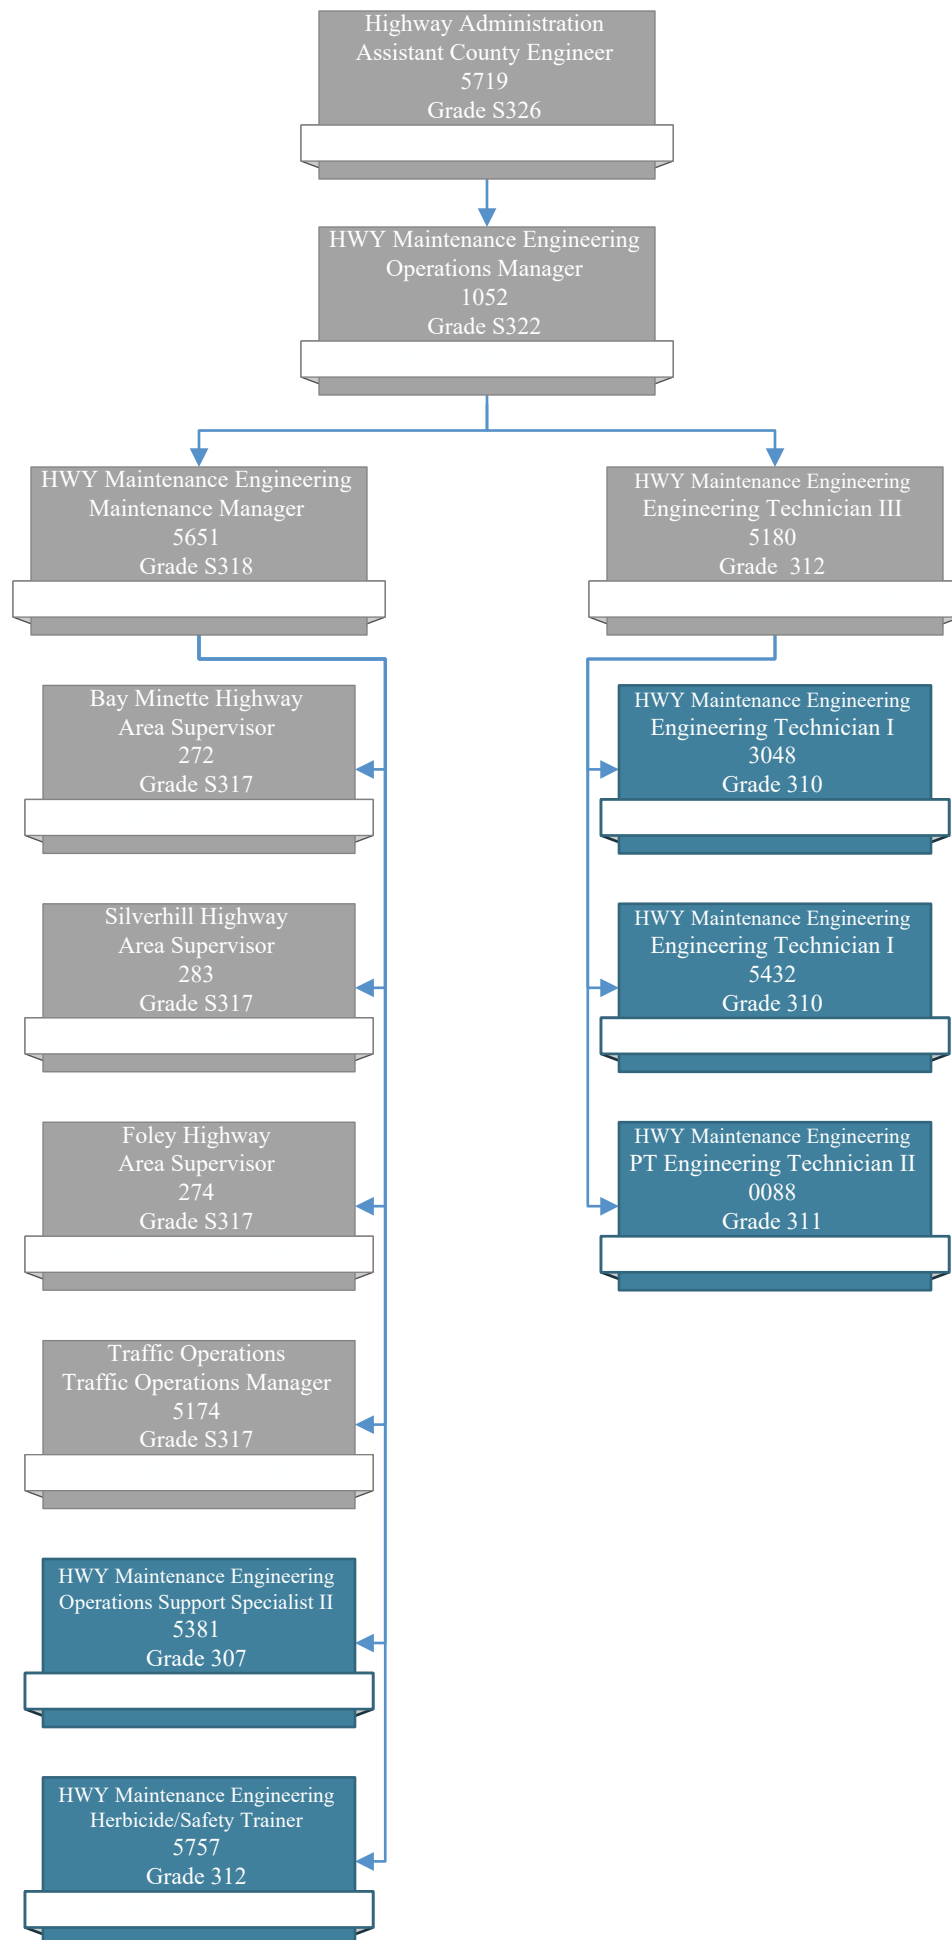 Highway Administration
Assistant County Engineer
5719
Grade S326
HWY Maintenance Engineering
Operations Manager
1052
Grade S322
HWY Maintenance Engineering
Maintenance Manager
5651
Grade S318
HWY Maintenance Engineering
Engineering Technician III
5180
Grade 312
Bay Minette Highway
Area Supervisor
272
Grade S317
Silverhill Highway
Area Supervisor
283
Grade S317
Foley Highway
Area Supervisor
274
Grade S317
Traffic Operations
Traffic Operations Manager
5174
Grade S317
HWY Maintenance Engineering
Operations Support Specialist II
5381
Grade 307
HWY Maintenance Engineering
Herbicide/Safety Trainer
5757
Grade 312
HWY Maintenance Engineering
Engineering Technician I
3048
Grade 310
HWY Maintenance Engineering
Engineering Technician I
5432
Grade 310
HWY Maintenance Engineering
PT Engineering Technician II
0088
Grade 311